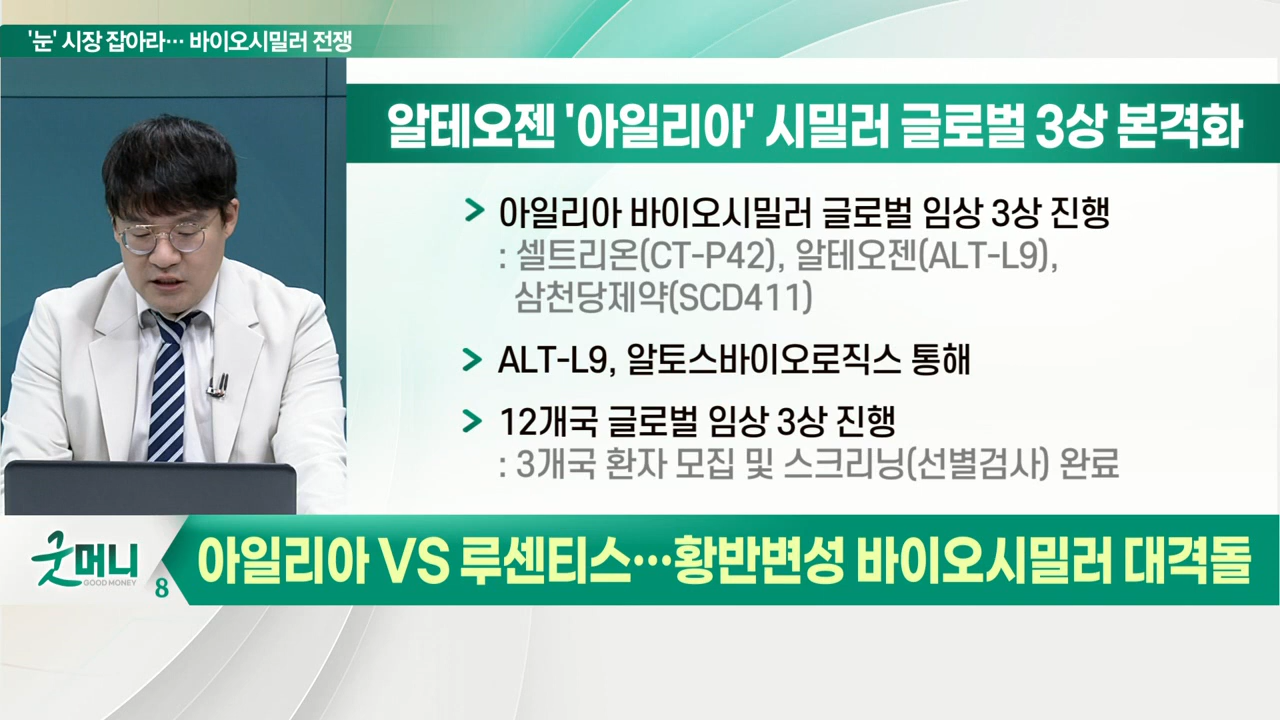 '눈' 시장 잡아라… 바이오시밀러 전쟁
알테오젠 '아일리아' 시밀러 글로벌 3상 본격화
> 아일리아 바이오시밀러 글로벌 임상 3상 진행
: 셀트리온(CT-P42), 알테오젠(ALT-L9),
삼천당제약(SCD411)
> ALT-L9, 알토스바이오로직스 통해
> 12개국 글로벌 임상 3상 진행
: 3개국 환자 모집 및 스크리닝(선별검사) 완료
굿머니
GOOD MONEY
8
아일리아 VS 루센티스…황반변성 바이오시밀러 대격돌